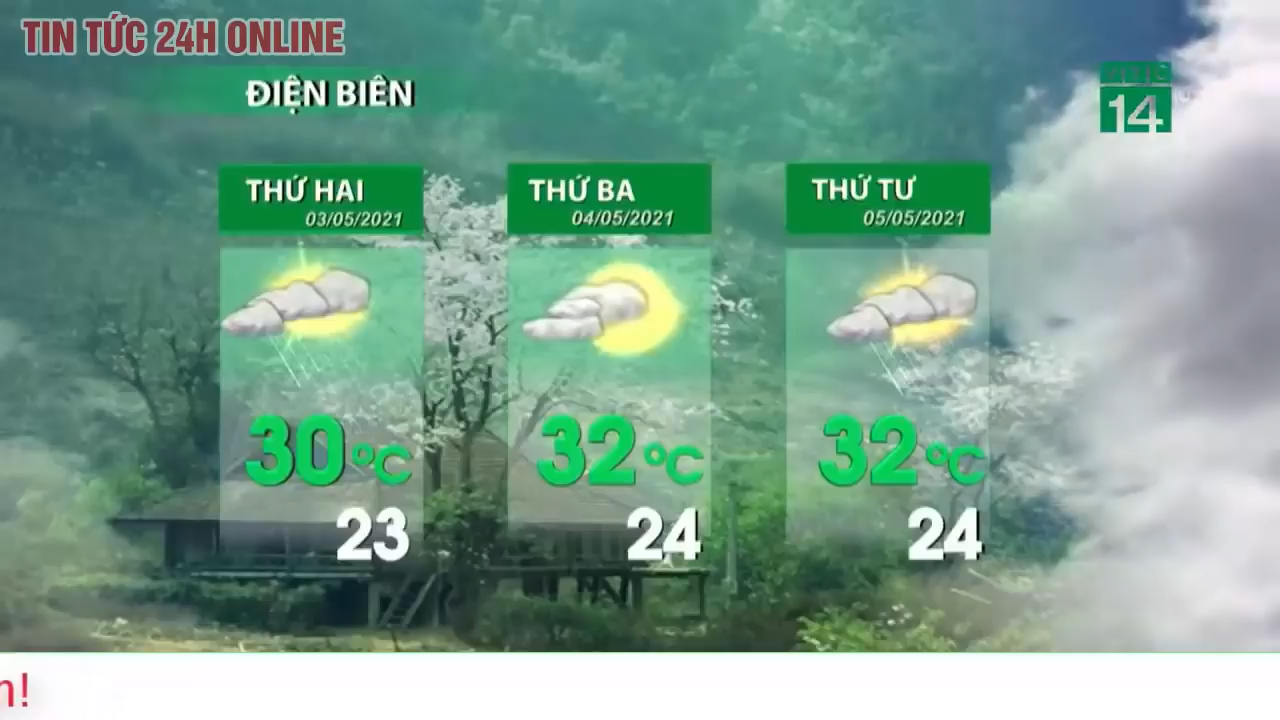 TIN TỨC 24H ONLINE
ĐIỆN BIÊN
14
THỨ HAI
03/05/2021
THỨ BA
04/05/2021
THỨ TƯ
05/05/2021
30°C
32°C
32°C
23
24
24
!